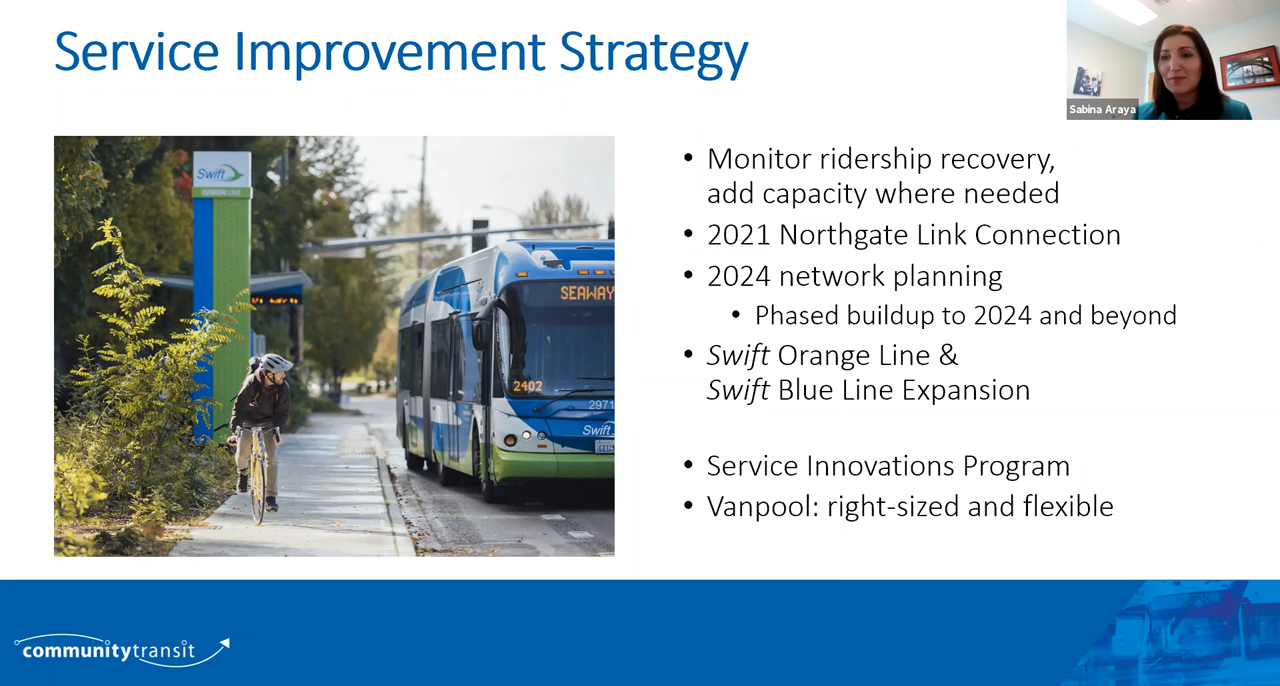 Service Improvement Strategy
Sabina Araya
Swift
GREEN LINE
SEAWAY
2402
2971
Swift
• Monitor ridership recovery,
add capacity where needed
• 2021 Northgate Link Connection
• 2024 network planning
• Phased buildup to 2024 and beyond
• Swift Orange Line &
Swift Blue Line Expansion
• Service Innovations Program
• Vanpool: right-sized and flexible
communitytransit